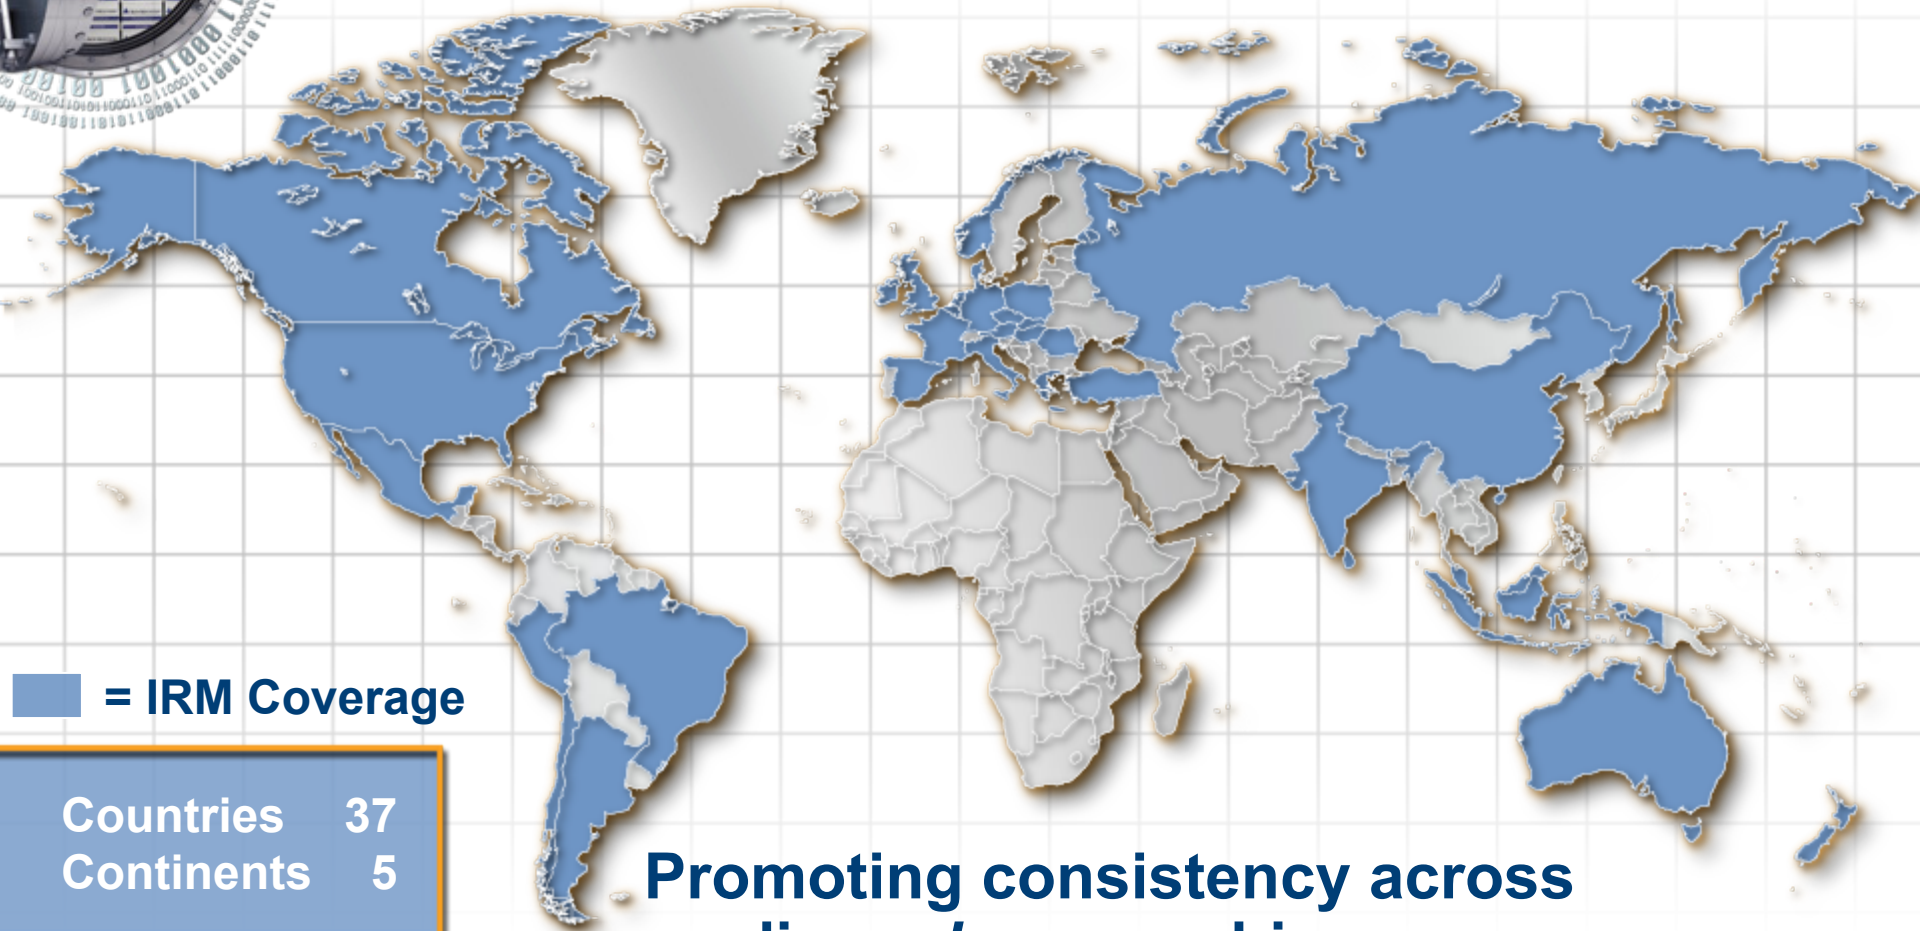 = IRM Coverage
Countries 37
Continents 5
Promoting consistency across